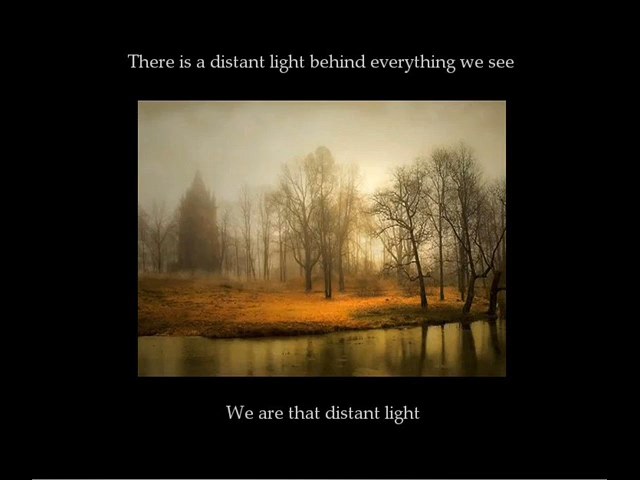 There is a distant light behind everything we see
We are that distant light